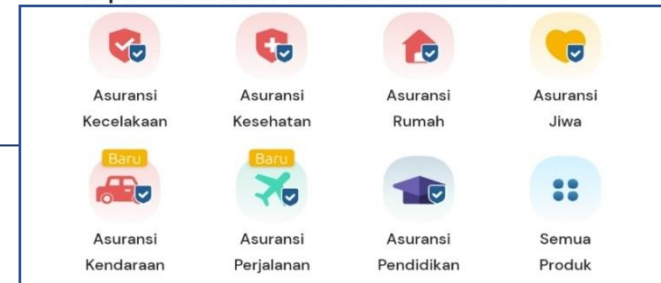 Asuransi Kecelakaan
Asuransi Kesehatan
Asuransi Rumah
Asuransi Jiwa
Baru
Asuransi Kendaraan
Baru
Asuransi Perjalanan
Asuransi Pendidikan
Semua Produk